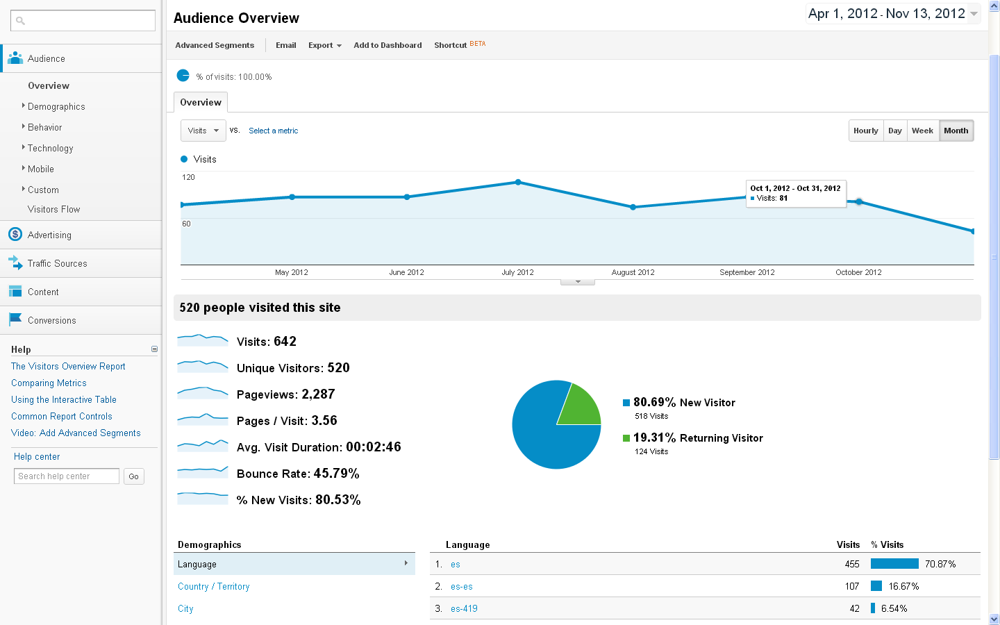 Audience Overview
Apr 1, 2012 - Nov 13, 2012
Advanced Segments
Email
Export
Add to Dashboard
Shortcut BETA
Audience
Overview
Demographics
Behavior
Technology
Mobile
Custom
Visitors Flow
Advertising
Traffic Sources
Content
Conversions
Help
The Visitors Overview Report
Comparing Metrics
Using the Interactive Table
Common Report Controls
Video: Add Advanced Segments
Help center
Search help center
Go
% of visits: 100.00%
Overview
Visits
VS.
Select a metric
Hourly
Day
Week
Month
Visits
120
60
Oct 1, 2012 - Oct 31, 2012
Visits: 81
May 2012
June 2012
July 2012
August 2012
September 2012
October 2012
520 people visited this site
Visits: 642
Unique Visitors: 520
Pageviews: 2,287
Pages / Visit: 3.56
Avg. Visit Duration: 00:02:46
Bounce Rate: 45.79%
% New Visits: 80.53%
80.69% New Visitor
518 Visits
19.31% Returning Visitor
124 Visits
Demographics
Language
Country / Territory
City
Language Visits % Visits
1. es 455 70.87%
2. es-es 107 16.67%
3. es-419 42 6.54%